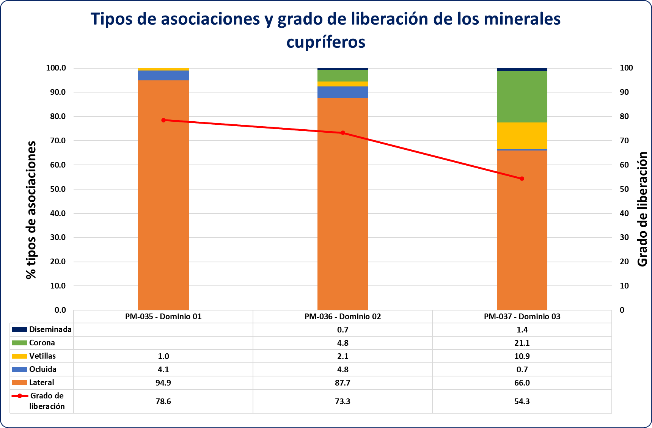 Tipos de asociaciones y grado de liberación de los minerales
cupríferos
% tipos de asociaciones
100.0
90.0
80.0
70.0
60.0
50.0
40.0
30.0
20.0
10.0
0.0
100
90
80
70
60
50
40
30
20
10
0
Grado de liberación
PM-035 - Dominio 01 PM-036 - Dominio 02 PM-037 - Dominio 03
Diseminada 0.7 1.4
Corona 4.8 21.1
Vetillas 1.0 2.1 10.9
Ocluida 4.1 4.8 0.7
Lateral 94.9 87.7 66.0
Grado de
liberación 78.6 73.3 54.3